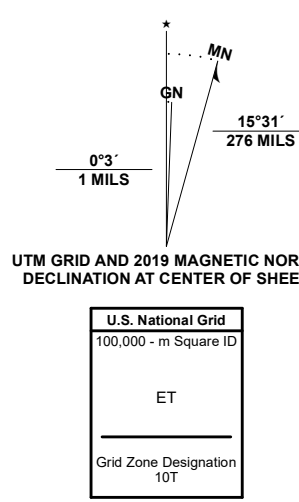 ★
MN
GN
15°31´
276 MILS
0°3´
1 MILS
UTM GRID AND 2019 MAGNETIC NOR
DECLINATION AT CENTER OF SHEE
U.S. National Grid
100,000 - m Square ID
ET
Grid Zone Designation
10T